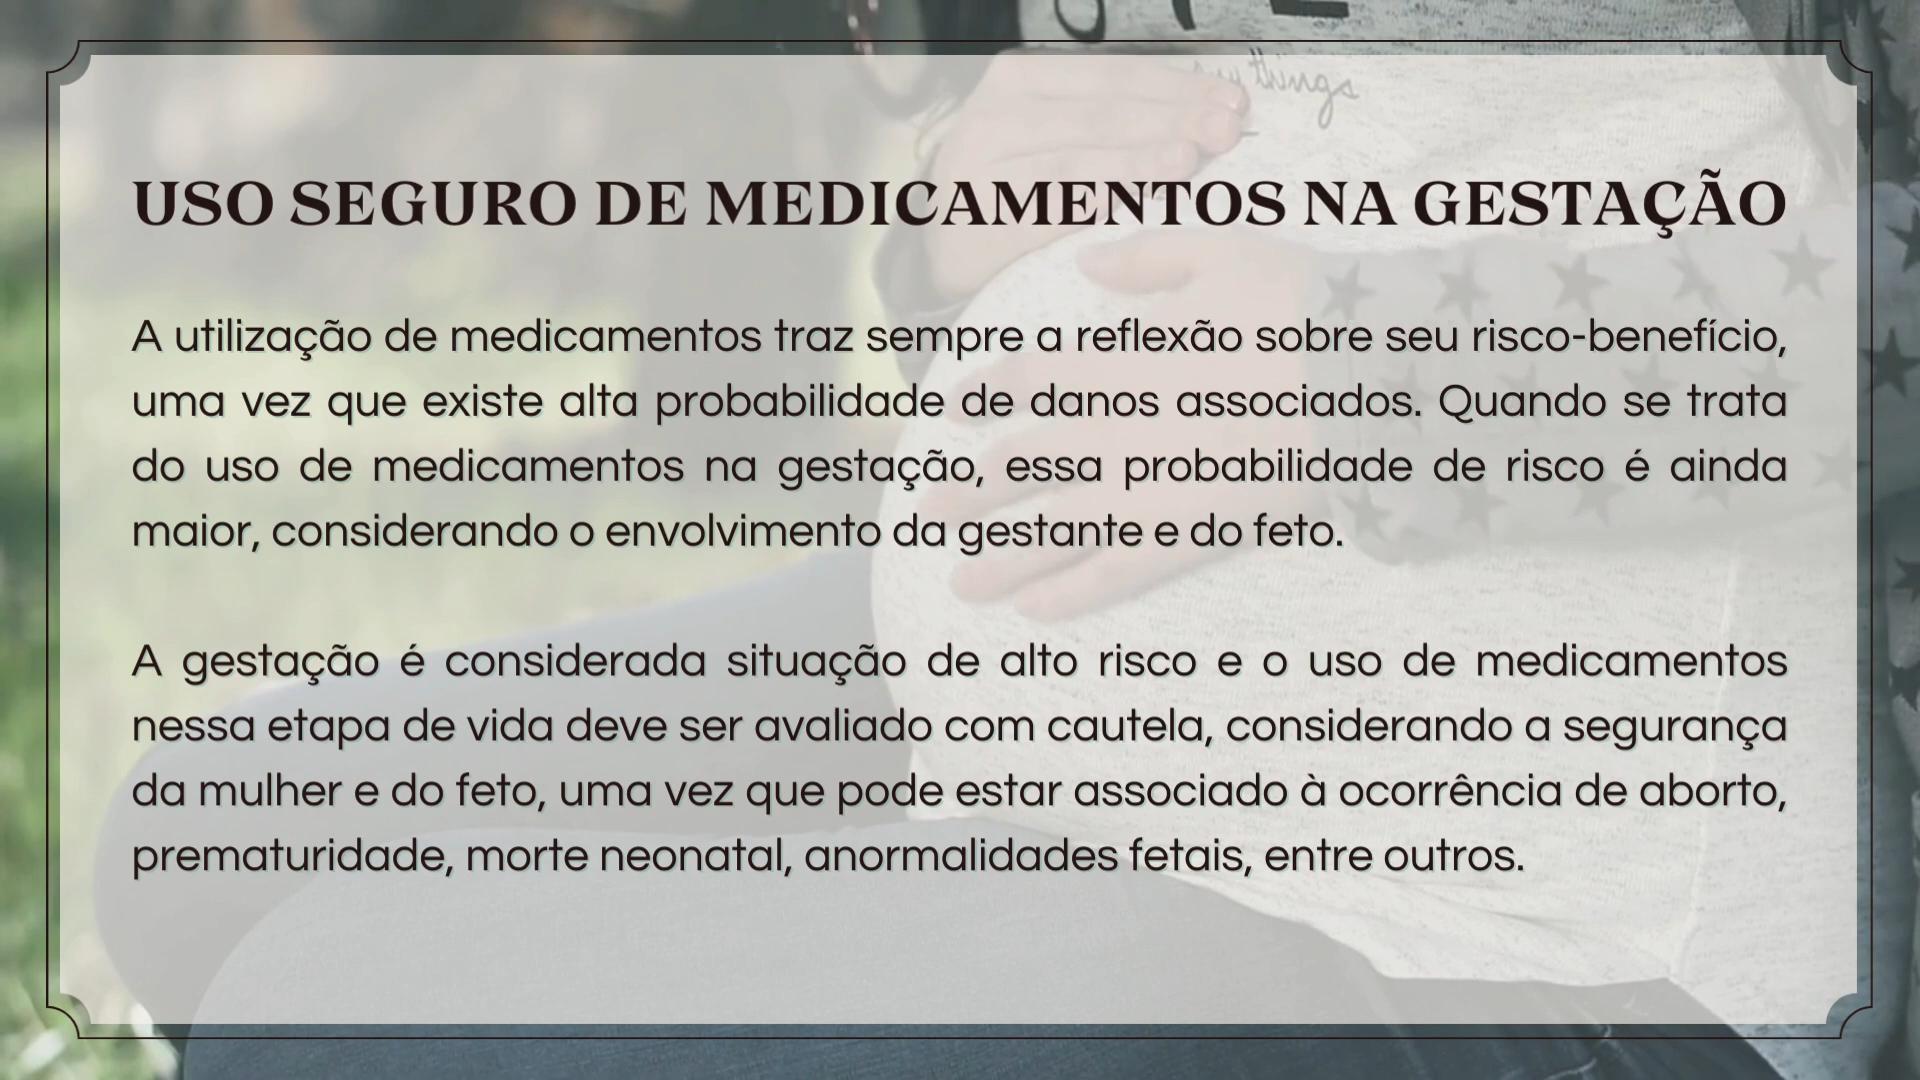 things
USO SEGURO DE MEDICAMENTOS NA GESTAÇÃO
A utilização de medicamentos traz sempre a reflexão sobre seu risco-benefício,
uma vez que existe alta probabilidade de danos associados. Quando se trata
do uso de medicamentos na gestação, essa probabilidade de risco é ainda
maior, considerando o envolvimento da gestante e do feto.
A gestação é considerada situação de alto risco e o uso de medicamentos
nessa etapa de vida deve ser avaliado com cautela, considerando a segurança
da mulher e do feto, uma vez que pode estar associado à ocorrência de aborto,
prematuridade, morte neonatal, anormalidades fetais, entre outros.